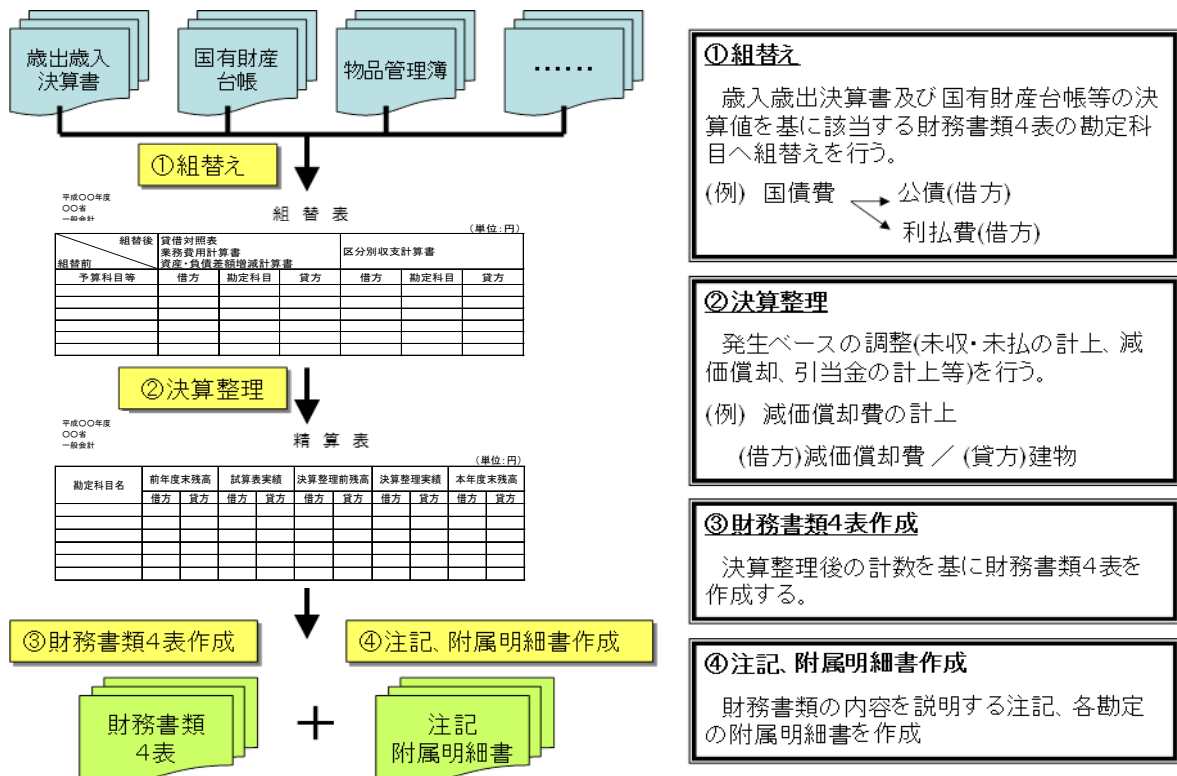 歳出歳入
決算書
国有財産
台帳
物品管理簿
……
①組替え
平成○○年度
○○省
一般会計
組 替 表
(単位:円)
組替後
組替前
貸借対照表
業務費用計算書
資産・負債差額増減計算書
区分別収支計算書
予算科目等 借方 勘定科目 貸方 借方 勘定科目 貸方
②決算整理
平成○○年度
○○省
一般会計
精 算 表
(単位:円)
勘定科目名 前年度末残高 試算表実績 決算整理前残高 決算整理実績 本年度末残高
借方 貸方 借方 貸方 借方 貸方 借方 貸方 借方 貸方
③財務書類4表作成
④注記、附属明細書作成
財務書類
4表
＋
注記
附属明細書
①組替え
歳入歳出決算書及び国有財産台帳等の決
算値を基に該当する財務書類4表の勘定科
目へ組替えを行う。
(例) 国債費 公債(借方)
利払費(借方)
②決算整理
発生ベースの調整(未収・未払の計上、減
価償却、引当金の計上等)を行う。
(例) 減価償却費の計上
(借方)減価償却費 ／ (貸方)建物
③財務書類4表作成
決算整理後の計数を基に財務書類4表を
作成する。
④注記、附属明細書作成
財務書類の内容を説明する注記、各勘定
の附属明細書を作成